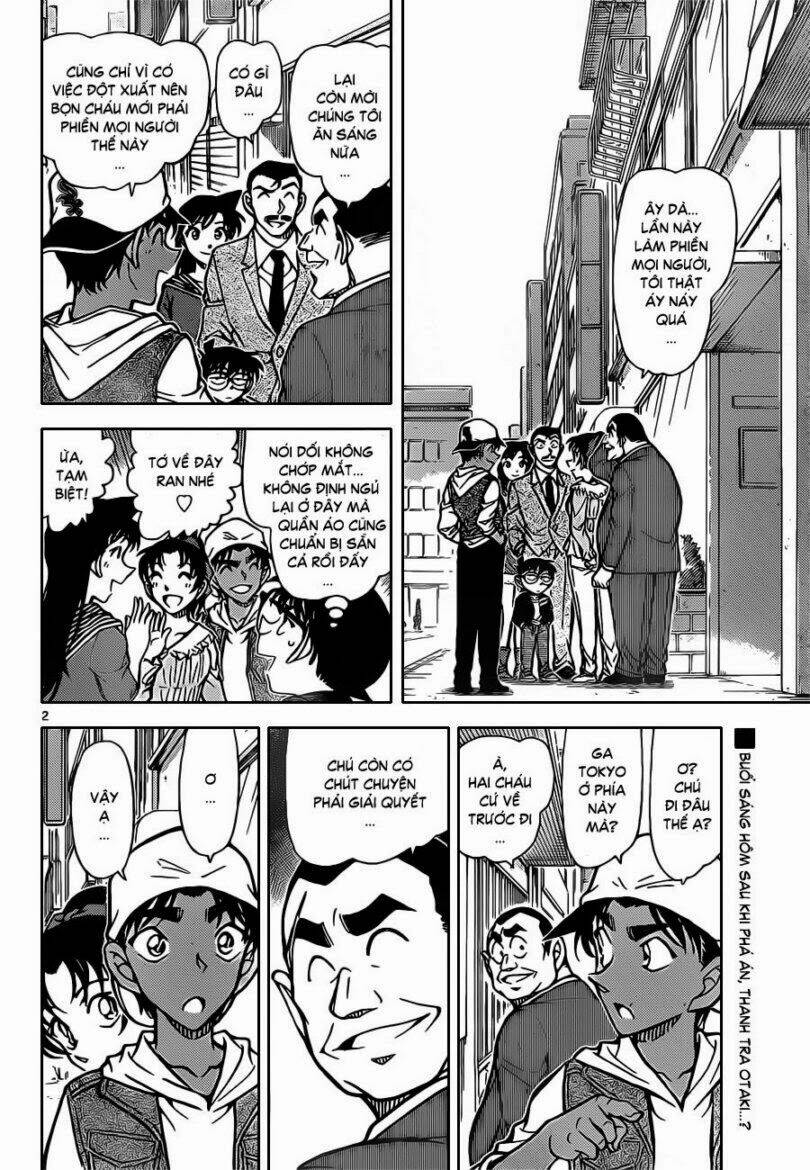 ÂY DÀ...
LẦN NÀY
LÀM PHIỀN
MỌI NGƯỜI,
TÔI THẬT
ÁY NÁY
QUÁ
...
LẠI
CÒN MỜI
CHÚNG TÔI
ĂN SÁNG
NỮA
CÓ GÌ
ĐÂU
...
CŨNG CHỈ VÌ CÓ
VIỆC ĐỘT XUẤT NÊN
BỌN CHÁU MỚI PHẢI
PHIỀN MỌI NGƯỜI
THẾ NÀY
...
NÓI DỐI KHÔNG
CHỚP MẮT...
KHÔNG ĐỊNH NGỦ
LẠI Ở ĐÂY MÀ
QUẦN ÁO CŨNG
CHUẨN BỊ SẴN
CẢ RỒI ĐẤY
...
TỚ VỀ ĐÂY
RAN NHÉ
♡
ỪA,
TẠM
BIỆT!
2
BUỔI SÁNG HÔM SAU KHI PHÁ ÁN, THANH TRA OTAKI...?
Ơ?
CHÚ
ĐI ĐÂU
THẾ Ạ?
GA
TOKYO
Ở PHÍA
NÀY
MÀ?
À,
HAI CHÁU
CỨ VỀ
TRƯỚC ĐI
...
CHÚ CÒN CÓ
CHÚT CHUYỆN
PHẢI GIẢI QUYẾT
...
Ơ
...
VẬY
Ạ
...